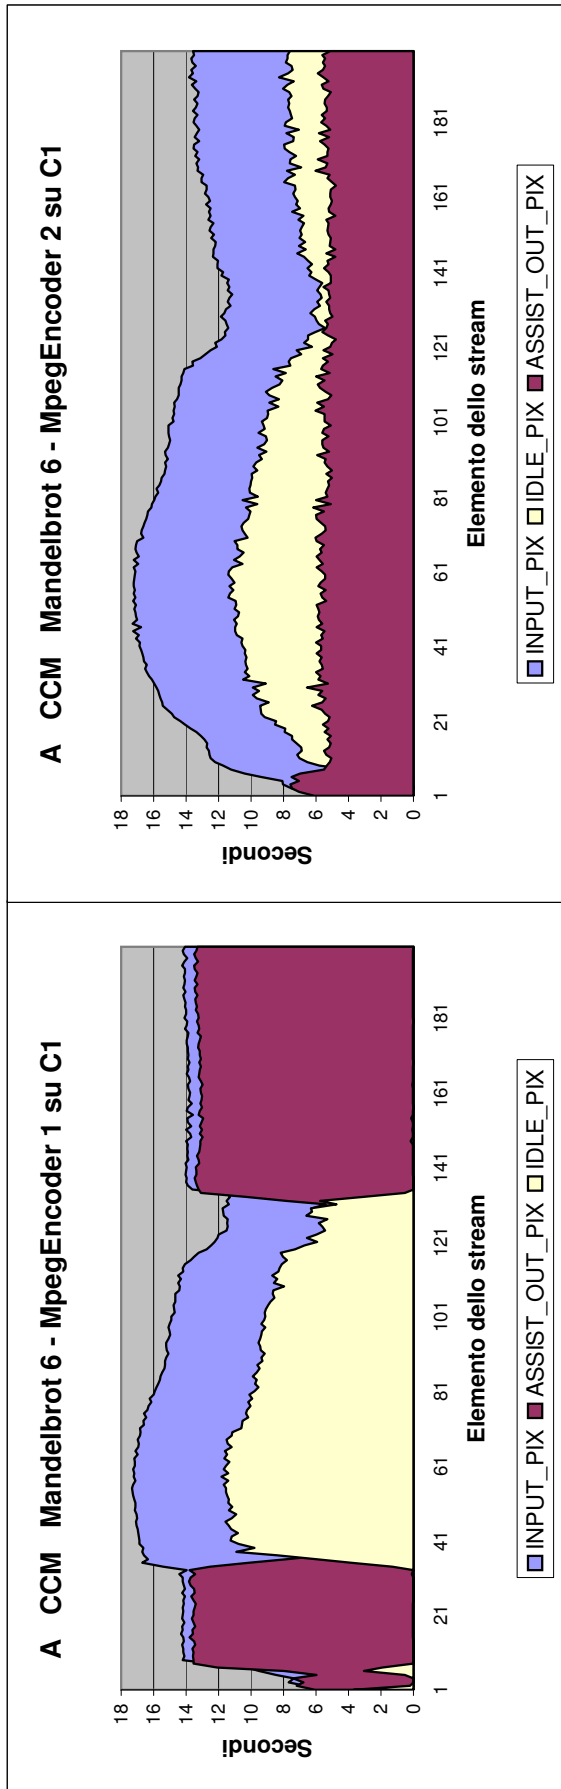 A CCM Mandelbrot 6 - MpegEncoder 1 su C1
18
16
14
12
10
8
6
4
2
0
Secondi
1 21 41 61 81 101 121 141 161 181
Elemento dello stream
INPUT_PIX ASSIST_OUT_PIX IDLE_PIX
A CCM Mandelbrot 6 - MpegEncoder 2 su C1
18
16
14
12
10
8
6
4
2
0
Secondi
1 21 41 61 81 101 121 141 161 181
Elemento dello stream
INPUT_PIX IDLE_PIX ASSIST_OUT_PIX